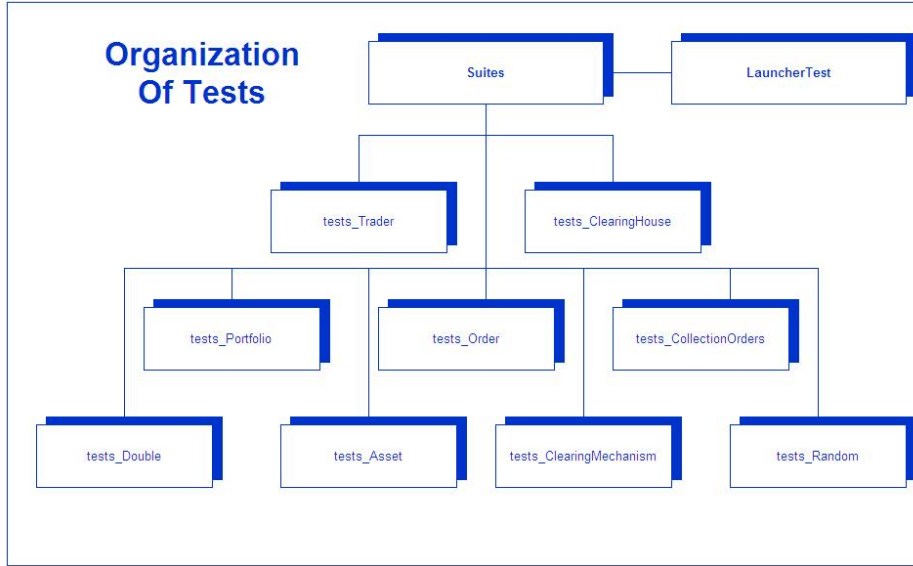 Organization
Of Tests
Suites
LauncherTest
tests_Trader
tests_ClearingHouse
tests_Portfolio
tests_Order
tests_CollectionOrders
tests_Double
tests_Asset
tests_ClearingMechanism
tests_Random